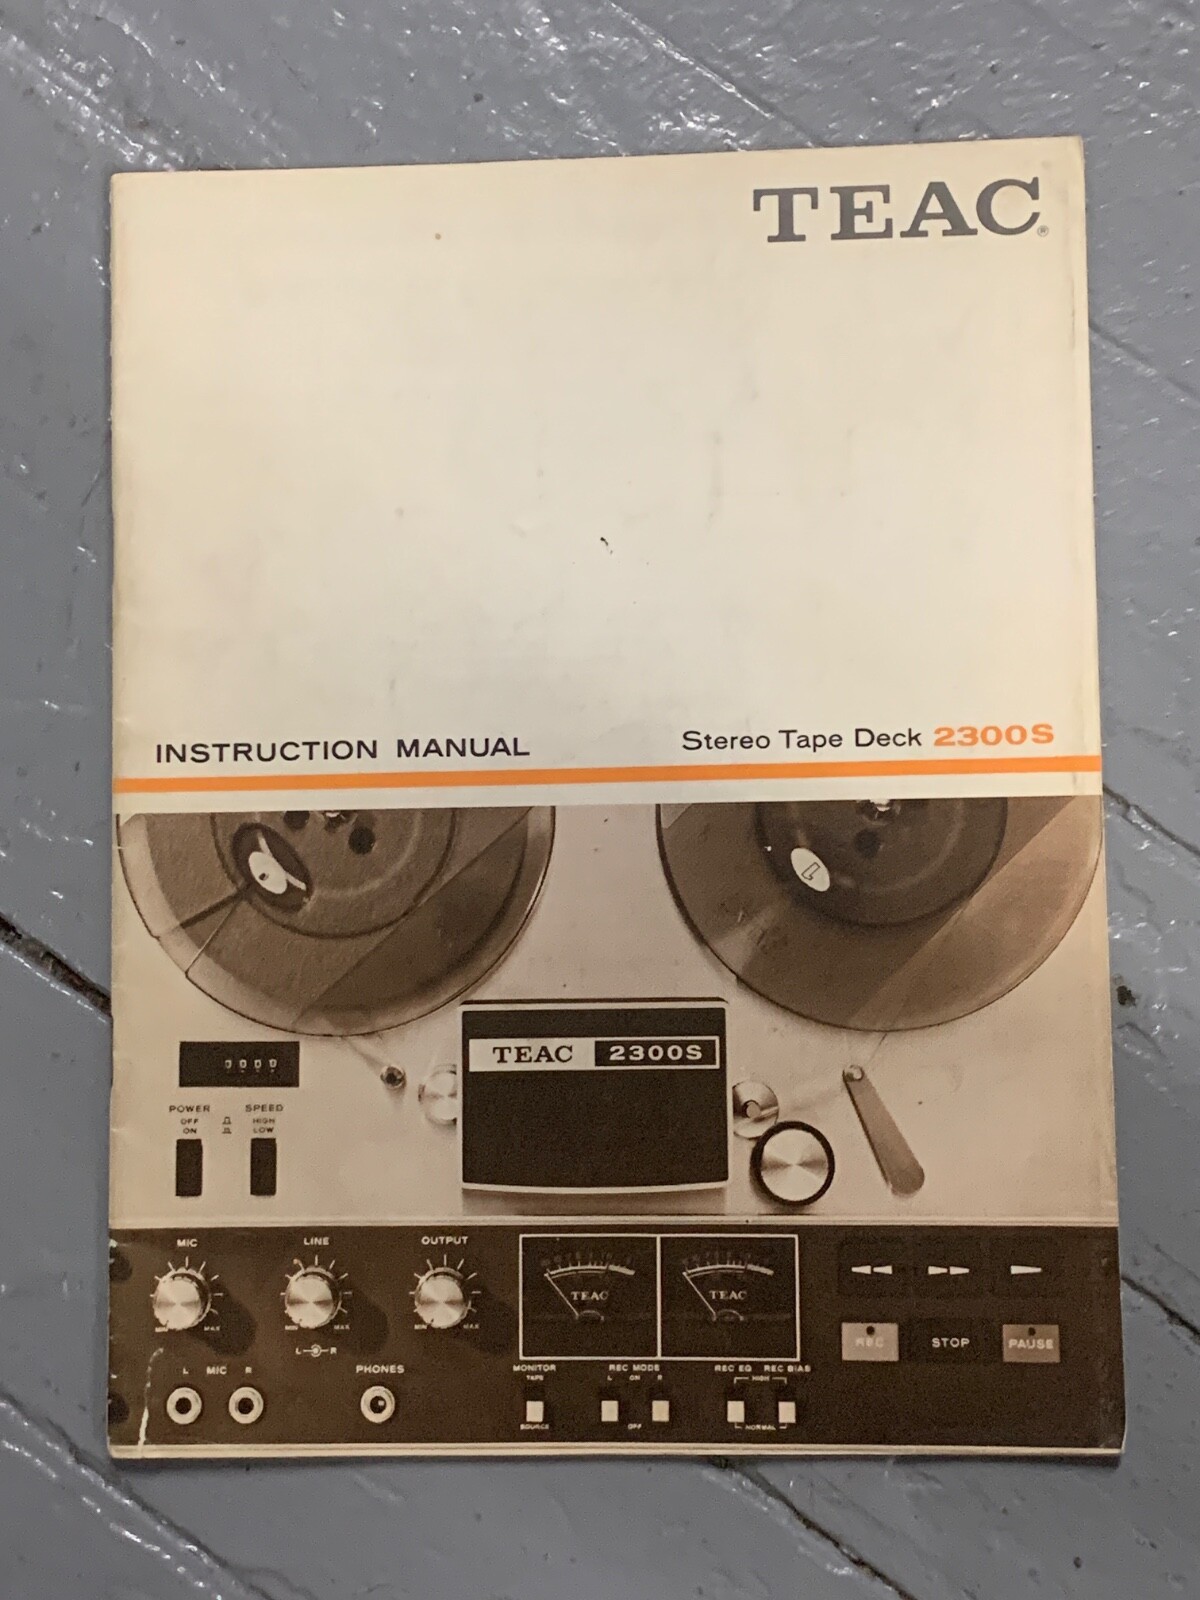 TEAC®
INSTRUCTION MANUAL
Stereo Tape Deck 2300S
TEAC 2300S
0000
POWER SPEED
OFF HIGH
ON LOW
MIC LINE OUTPUT
MIN MAX MIN MAX MIN MAX
L R
TEAC TEAC
REC STOP PAUSE
L MIC R PHONES
MONITOR REC MODE REC EQ REC BIAS
TAPE L ON R HIGH
SOURCE OFF NORMAL